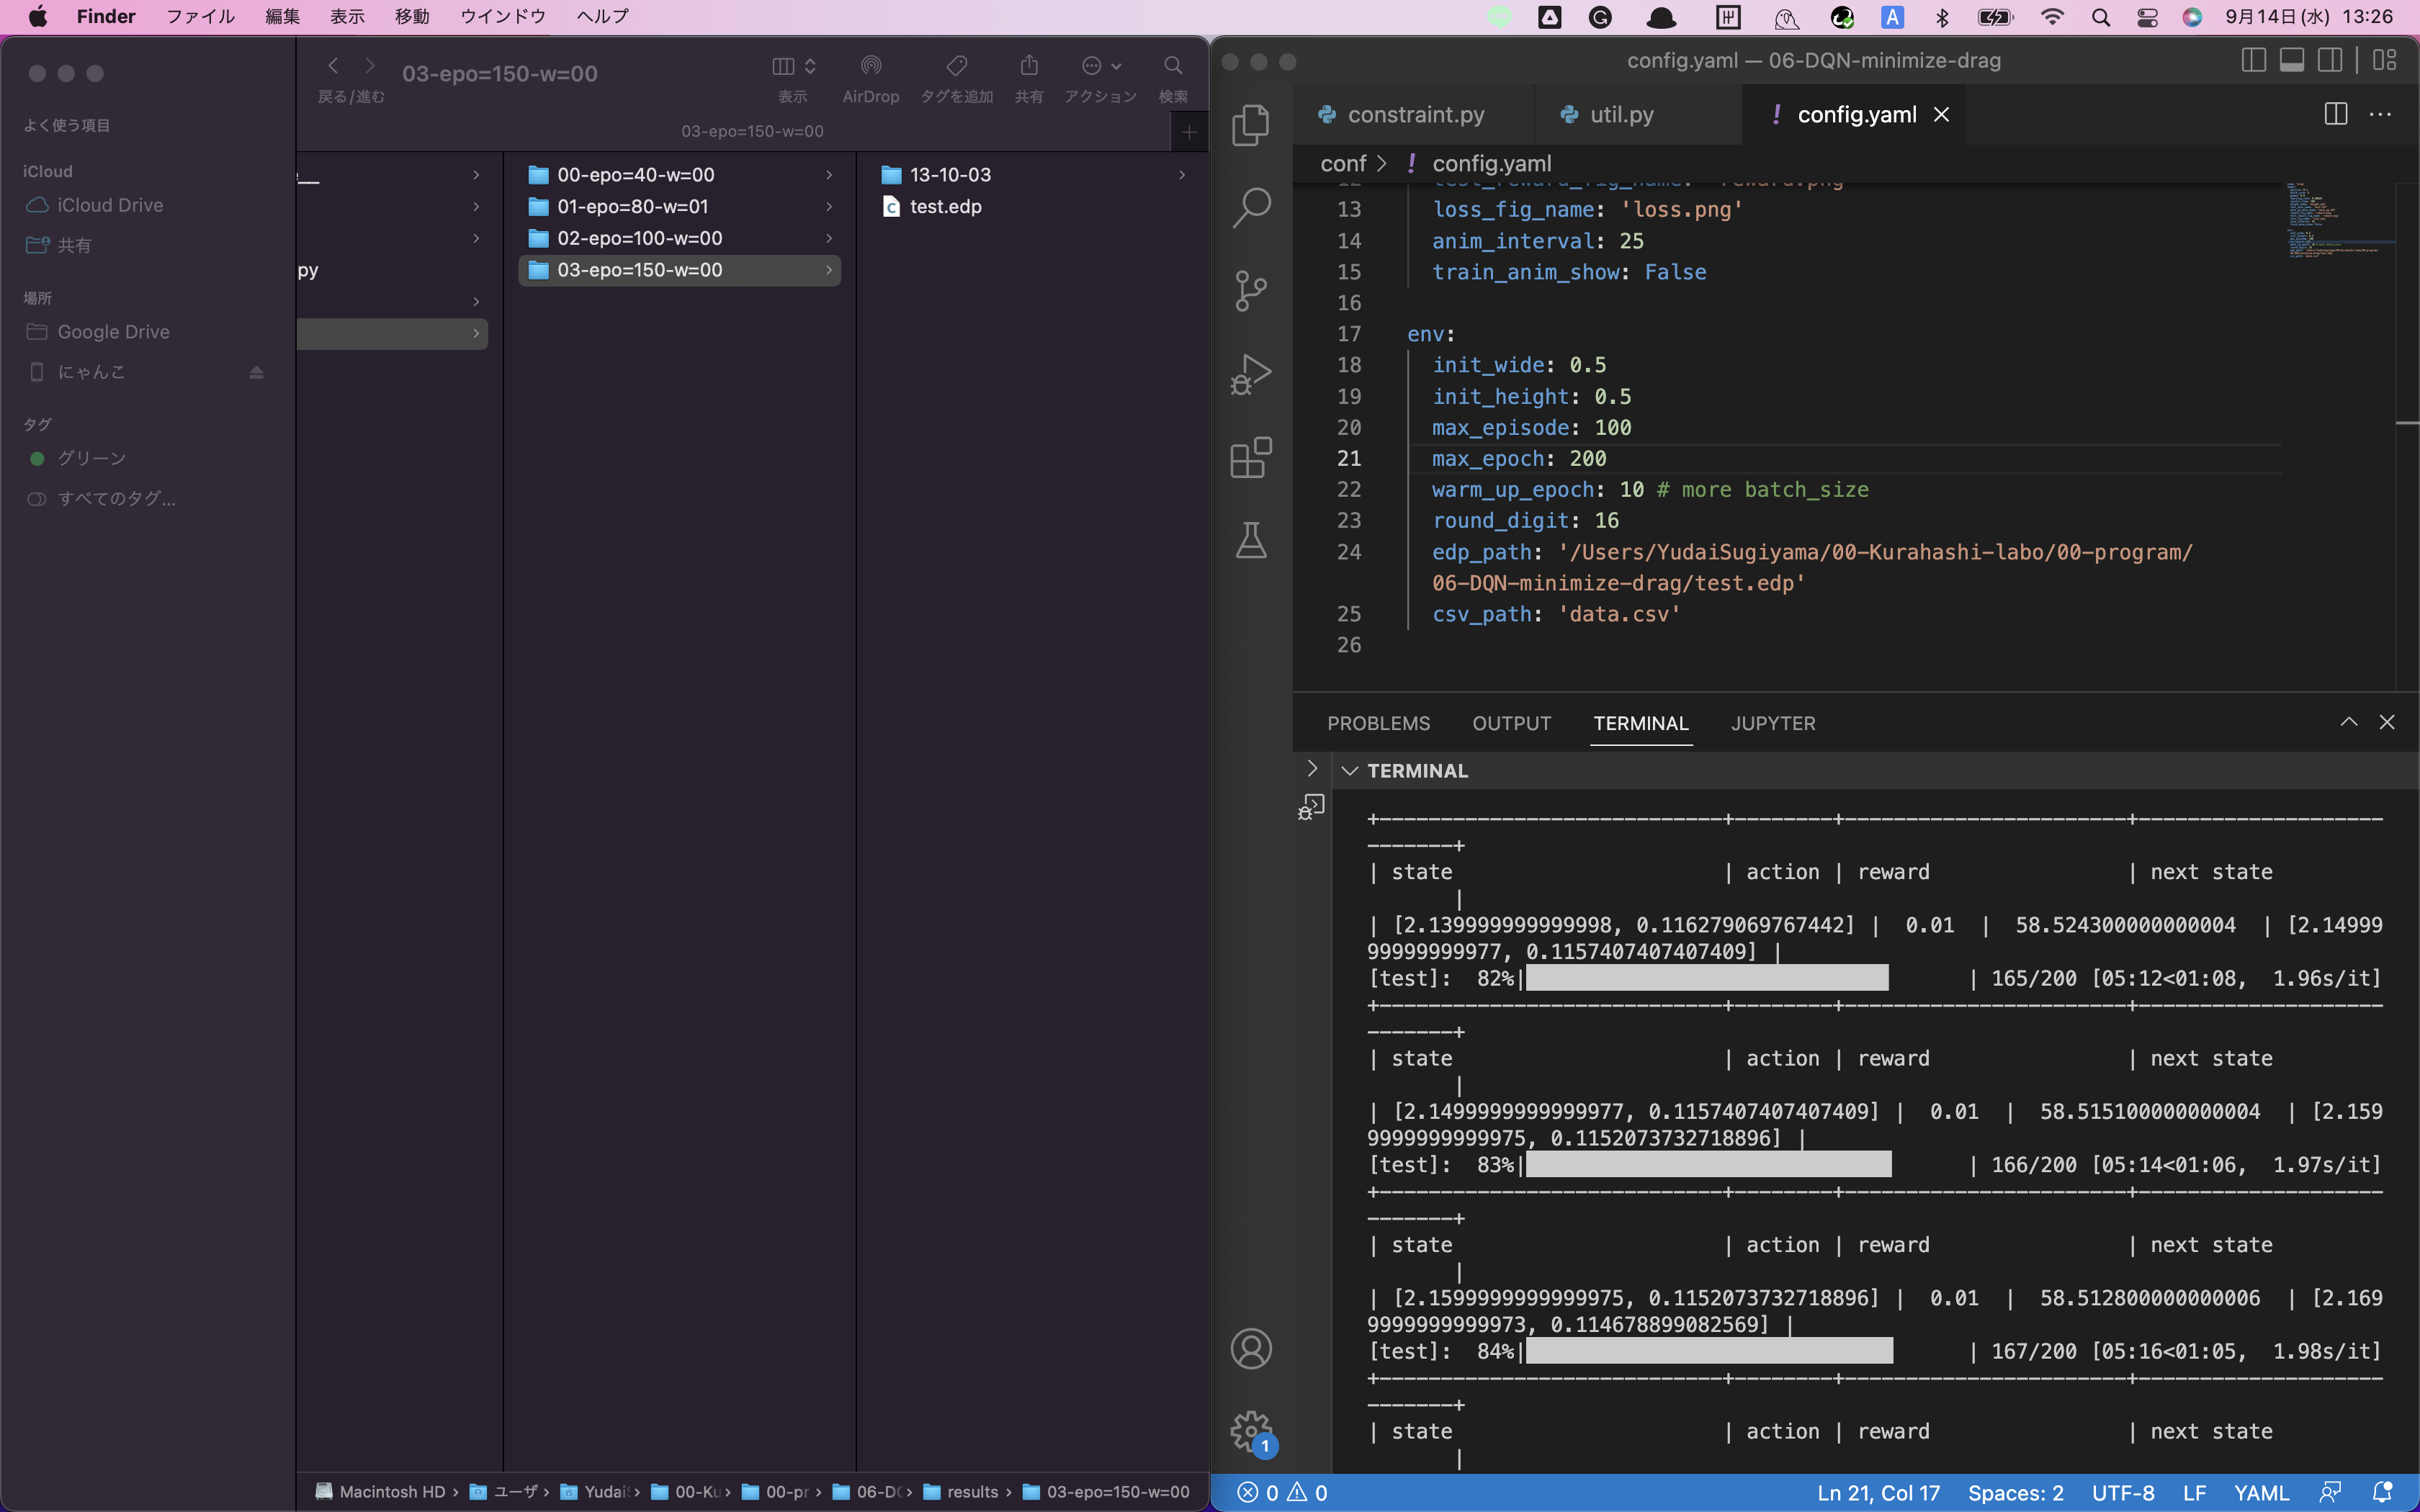 Finder ファイル 編集 表示 移動 ウインドウ ヘルプ
A 9月14日(水) 13:26
よく使う項目
iCloud
iCloud Drive
共有
場所
Google Drive
にゃんこ
タグ
グリーン
すべてのタグ...
戻る/進む
03-epo=150-w=00
表示
AirDrop
タグを追加
共有
アクション
検索
03-epo=150-w=00
py
00-epo=40-w=00
01-epo=80-w=01
02-epo=100-w=00
03-epo=150-w=00
13-10-03
test.edp
Macintosh HD › ユーザ › Yudai › 00-Ku › 00-pr › 06-D › results › 03-epo=150-w=00
config.yaml — 06-DQN-minimize-drag
constraint.py
util.py
! config.yaml
conf > ! config.yaml
12 test_reward_fig_name: 'reward.png'
13 loss_fig_name: 'loss.png'
14 anim_interval: 25
15 train_anim_show: False
16
17 env:
18 init_wide: 0.5
19 init_height: 0.5
20 max_episode: 100
21 max_epoch: 200
22 warm_up_epoch: 10 # more batch_size
23 round_digit: 16
24 edp_path: '/Users/YudaiSugiyama/00-Kurahashi-labo/00-program/
06-DQN-minimize-drag/test.edp'
25 csv_path: 'data.csv'
26
PROBLEMS OUTPUT TERMINAL JUPYTER
TERMINAL
| state | action | reward | next state
|
| [2.139999999999998, 0.116279069767442] | 0.01 | 58.524300000000004 | [2.14999
99999999977, 0.1157407407407409] |
[test]: 82%| | 165/200 [05:12<01:08, 1.96s/it]
| state | action | reward | next state
|
| [2.1499999999999977, 0.1157407407407409] | 0.01 | 58.515100000000004 | [2.159
9999999999975, 0.1152073732718896] |
[test]: 83%| | 166/200 [05:14<01:06, 1.97s/it]
| state | action | reward | next state
|
| [2.1599999999999975, 0.1152073732718896] | 0.01 | 58.512800000000006 | [2.169
9999999999973, 0.114678899082569] |
[test]: 84%| | 167/200 [05:16<01:05, 1.98s/it]
| state | action | reward | next state
|
1
0 0 Ln 21, Col 17 Spaces: 2 UTF-8 LF YAML